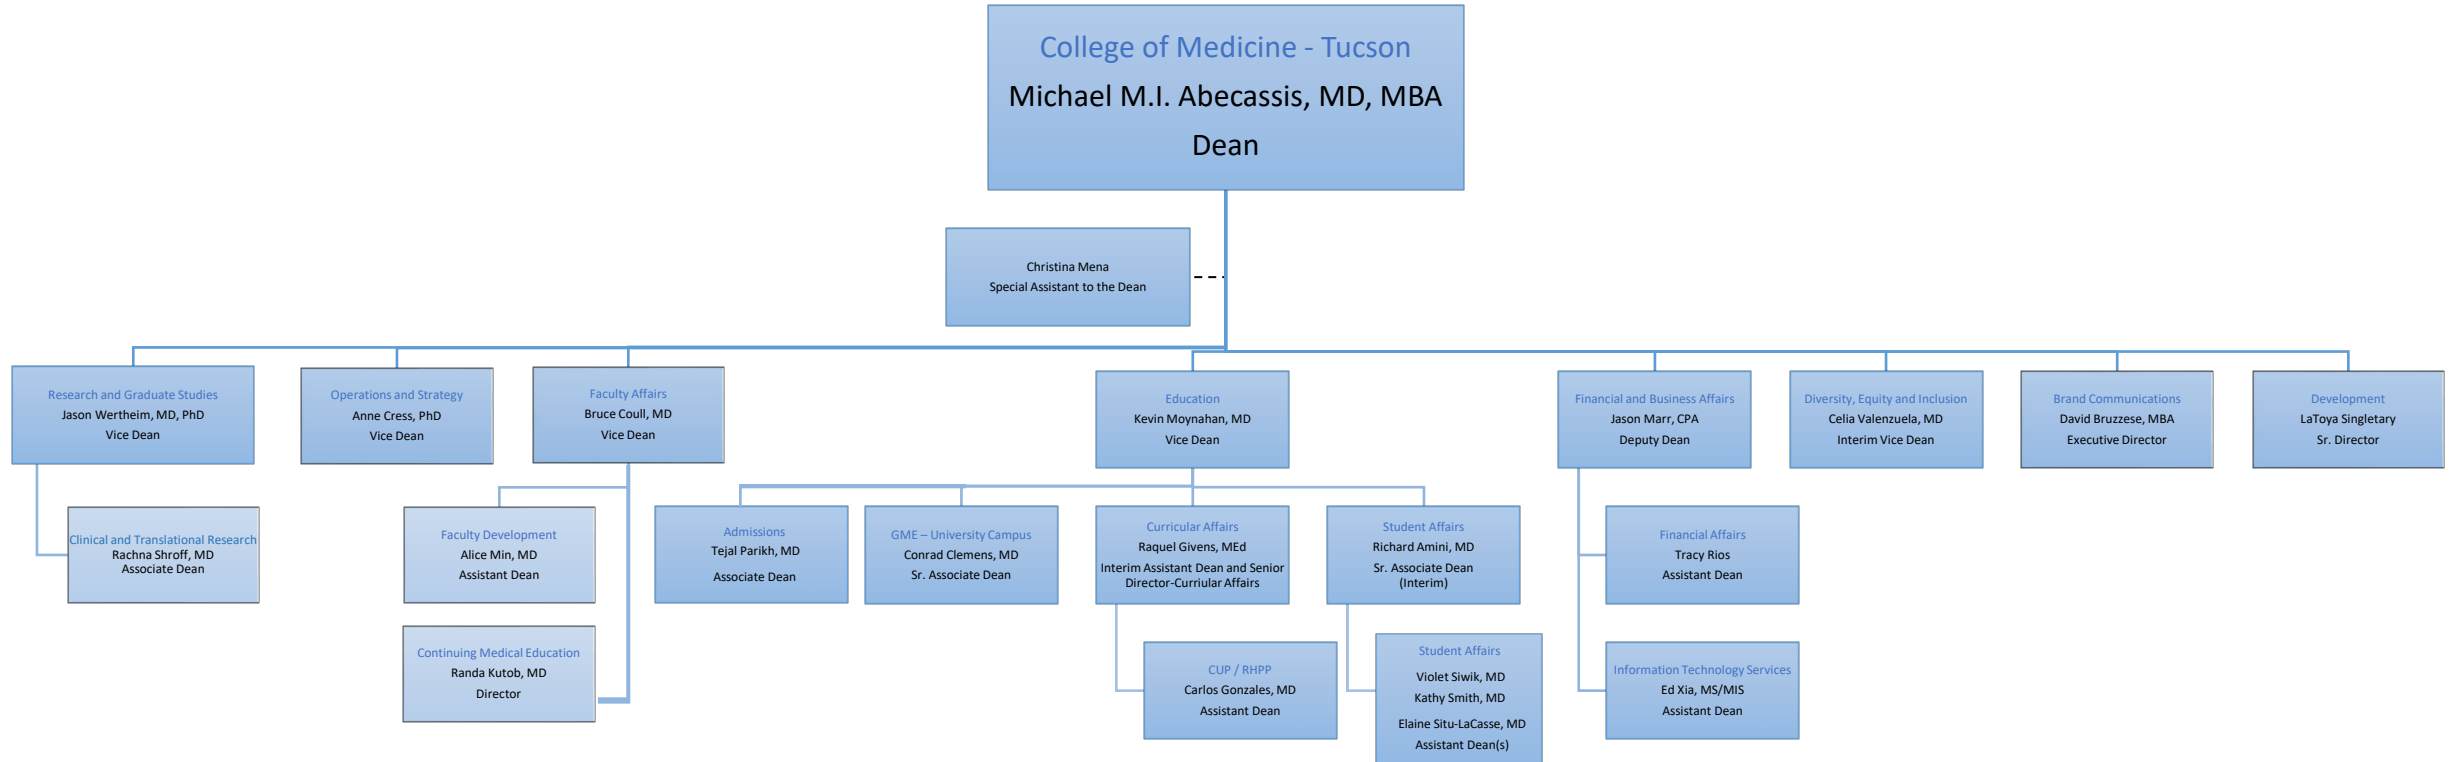 College of Medicine - Tucson
Michael M.I. Abecassis, MD, MBA
Dean
Christina Mena
Special Assistant to the Dean
Research and Graduate Studies
Jason Wertheim, MD, PhD
Vice Dean
Operations and Strategy
Anne Cress, PhD
Vice Dean
Faculty Affairs
Bruce Coull, MD
Vice Dean
Education
Kevin Moynahan, MD
Vice Dean
Financial and Business Affairs
Jason Marr, CPA
Deputy Dean
Diversity, Equity and Inclusion
Celia Valenzuela, MD
Interim Vice Dean
Brand Communications
David Bruzzese, MBA
Executive Director
Development
LaToya Singletary
Sr. Director
Clinical and Translational Research
Rachna Shroff, MD
Associate Dean
Faculty Development
Alice Min, MD
Assistant Dean
Admissions
Tejal Parikh, MD
Associate Dean
GME – University Campus
Conrad Clemens, MD
Sr. Associate Dean
Curricular Affairs
Raquel Givens, MEd
Interim Assistant Dean and Senior
Director-Curriular Affairs
Student Affairs
Richard Amini, MD
Sr. Associate Dean
(Interim)
Financial Affairs
Tracy Rios
Assistant Dean
Continuing Medical Education
Randa Kutob, MD
Director
CUP / RHPP
Carlos Gonzales, MD
Assistant Dean
Student Affairs
Violet Siwik, MD
Kathy Smith, MD
Elaine Situ-LaCasse, MD
Assistant Dean(s)
Information Technology Services
Ed Xia, MS/MIS
Assistant Dean